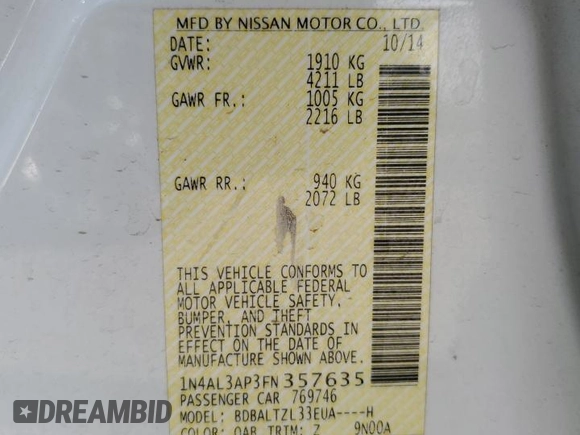 MFD BY NISSAN MOTOR CO., LTD.
DATE: 10/14
GVWR: 1910 KG
4211 LB
GAWR FR.: 1005 KG
2216 LB
GAWR RR.: 940 KG
2072 LB
THIS VEHICLE CONFORMS TO
ALL APPLICABLE FEDERAL
MOTOR VEHICLE SAFETY,
BUMPER, AND THEFT
PREVENTION STANDARDS IN
EFFECT ON THE DATE OF
MANUFACTURE SHOWN ABOVE.
1N4AL3AP3FN357635
PASSENGER CAR 769746
MODEL: BDBALTZL33EUA----H
COLOR: QAB TRIM: Z 9N00A
DREAMBID